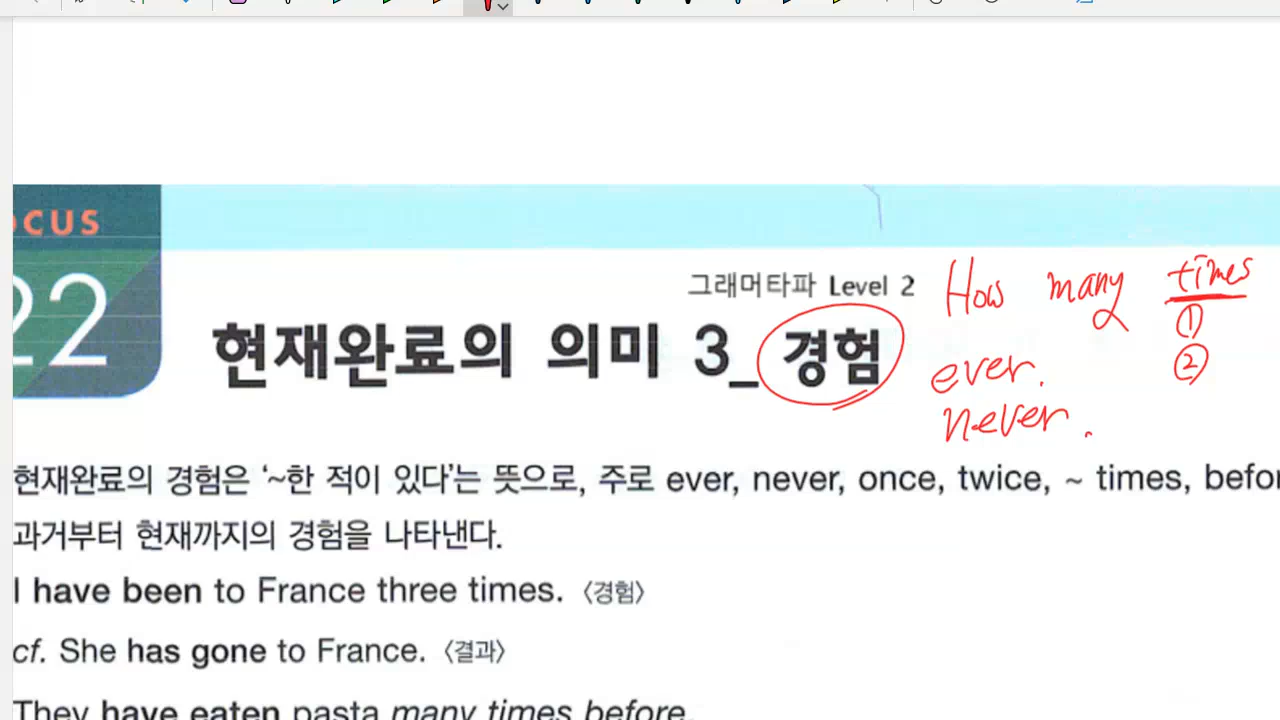 OCUS
22
그래머타파 Level 2
How many times
①
②
현재완료의 의미 3_ 경험
ever.
never.
현재완료의 경험은 ‘~한 적이 있다’는 뜻으로, 주로 ever, never, once, twice, ~ times, befor
과거부터 현재까지의 경험을 나타낸다.
I have been to France three times. 〈경험〉
cf. She has gone to France. 〈결과〉
They have eaten pasta many times before.